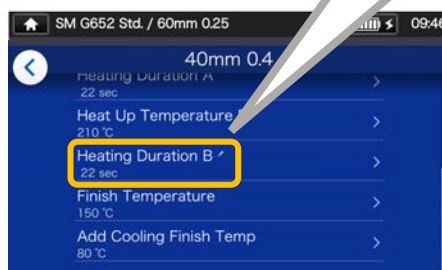 SM G652 Std. / 60mm 0.25
09:46
40mm 0.4
Heating Duration A
22 sec
Heat Up Temperature
210 ℃
Heating Duration B
22 sec
Finish Temperature
150 ℃
Add Cooling Finish Temp
80 ℃